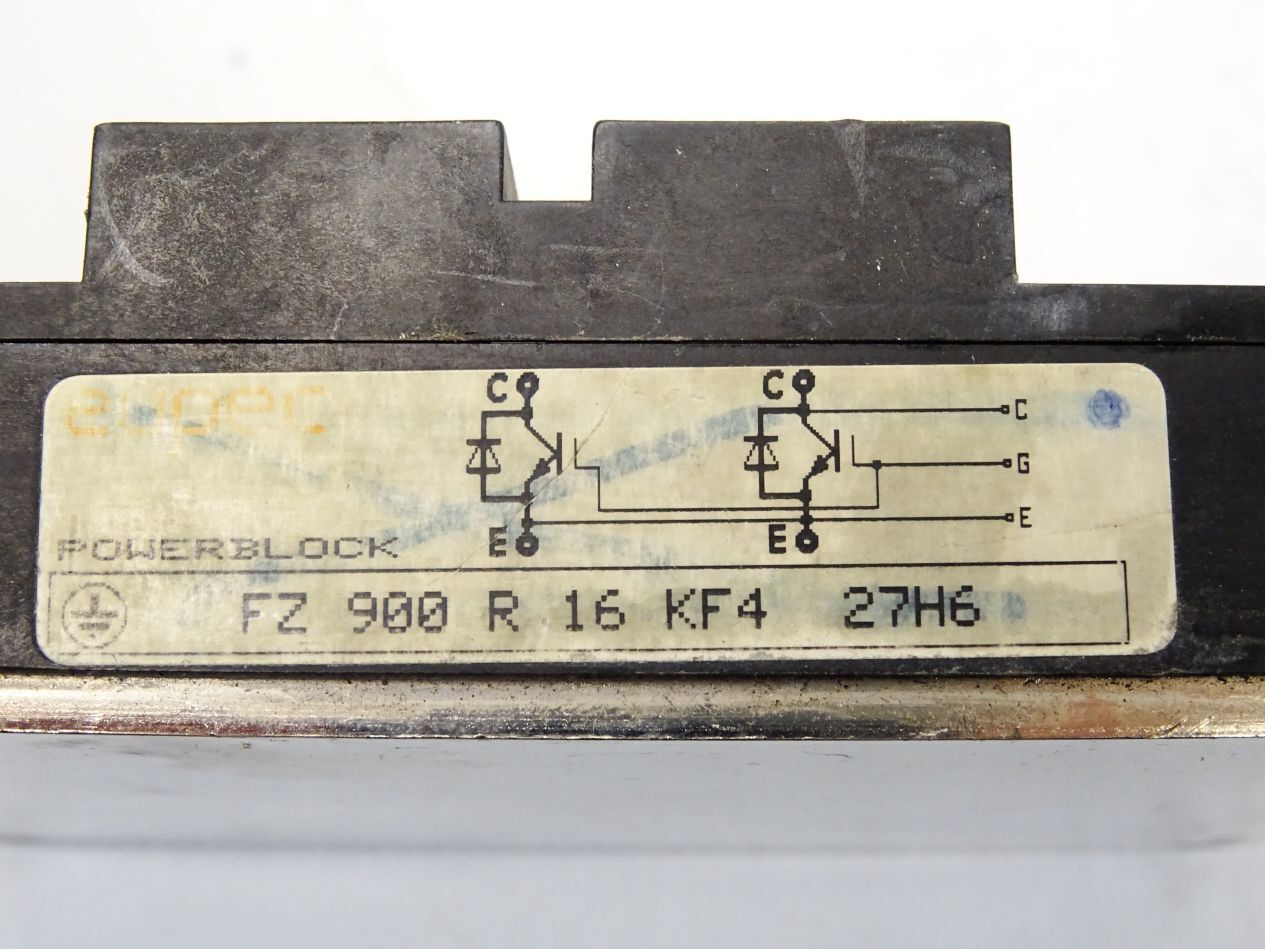 eupec
C C C
G
E E E
POWERBLOCK
FZ 900 R 16 KF4 27H6